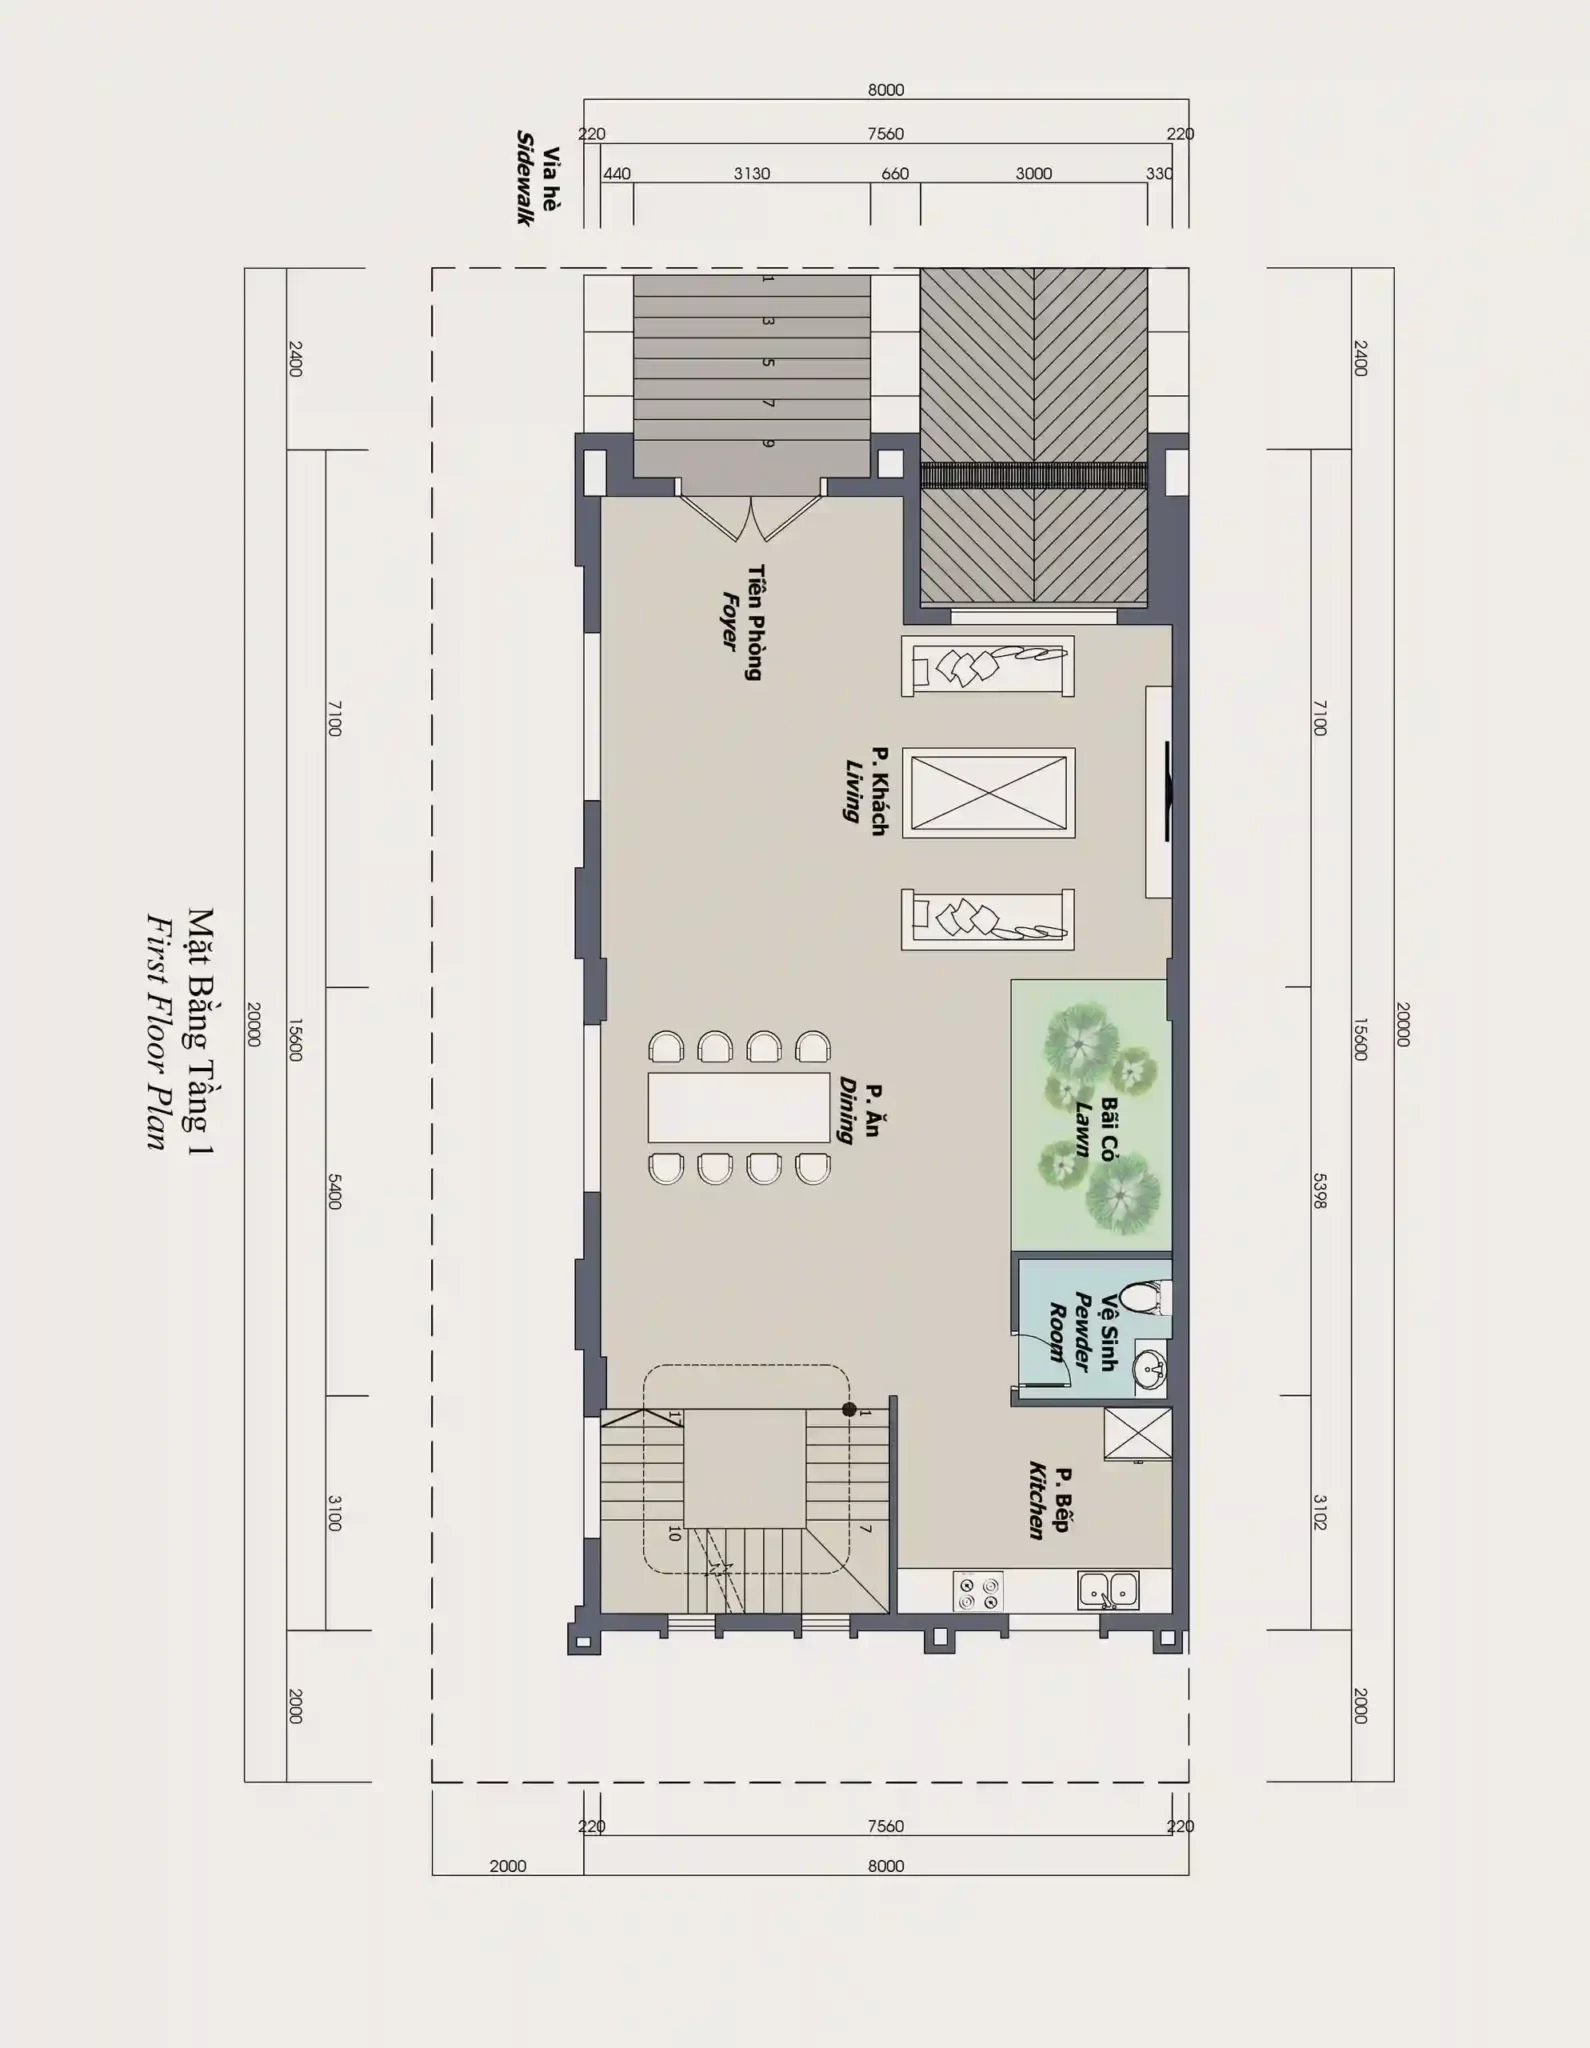 8000
220
7560
220
440
3130
660
3000
330
Vỉa hè
Sidewalk
1
3
5
7
9
2400
7100
5400
3100
15600
2000
20000
2400
7100
5398
3102
15600
2000
20000
Tiền Phòng
Foyer
P. Khách
Living
P. Ăn
Dining
Bãi Cỏ
Lawn
Vệ Sinh
Pewder
Room
P. Bếp
Kitchen
1
7
10
Mặt Bằng Tầng 1
First Floor Plan
220
7560
220
2000
8000